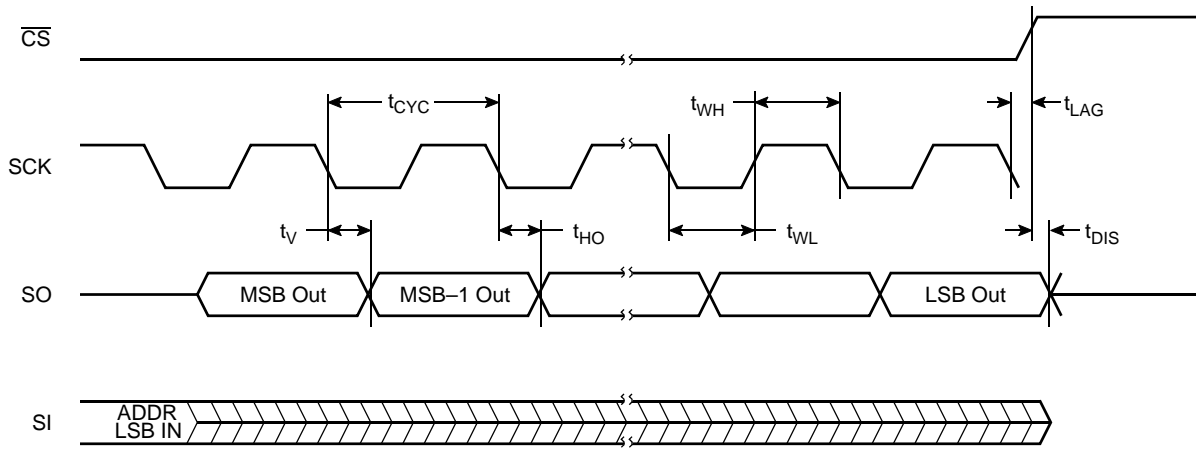 CS
tCYC
tWH
tLAG
SCK
tV
tHO
tWL
tDIS
SO
MSB Out
MSB–1 Out
LSB Out
SI
ADDR
LSB IN